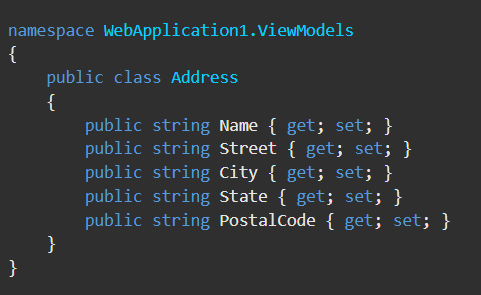 namespace WebApplication1.ViewModels
{
    public class Address
    {
        public string Name { get; set; }
        public string Street { get; set; }
        public string City { get; set; }
        public string State { get; set; }
        public string PostalCode { get; set; }
    }
}